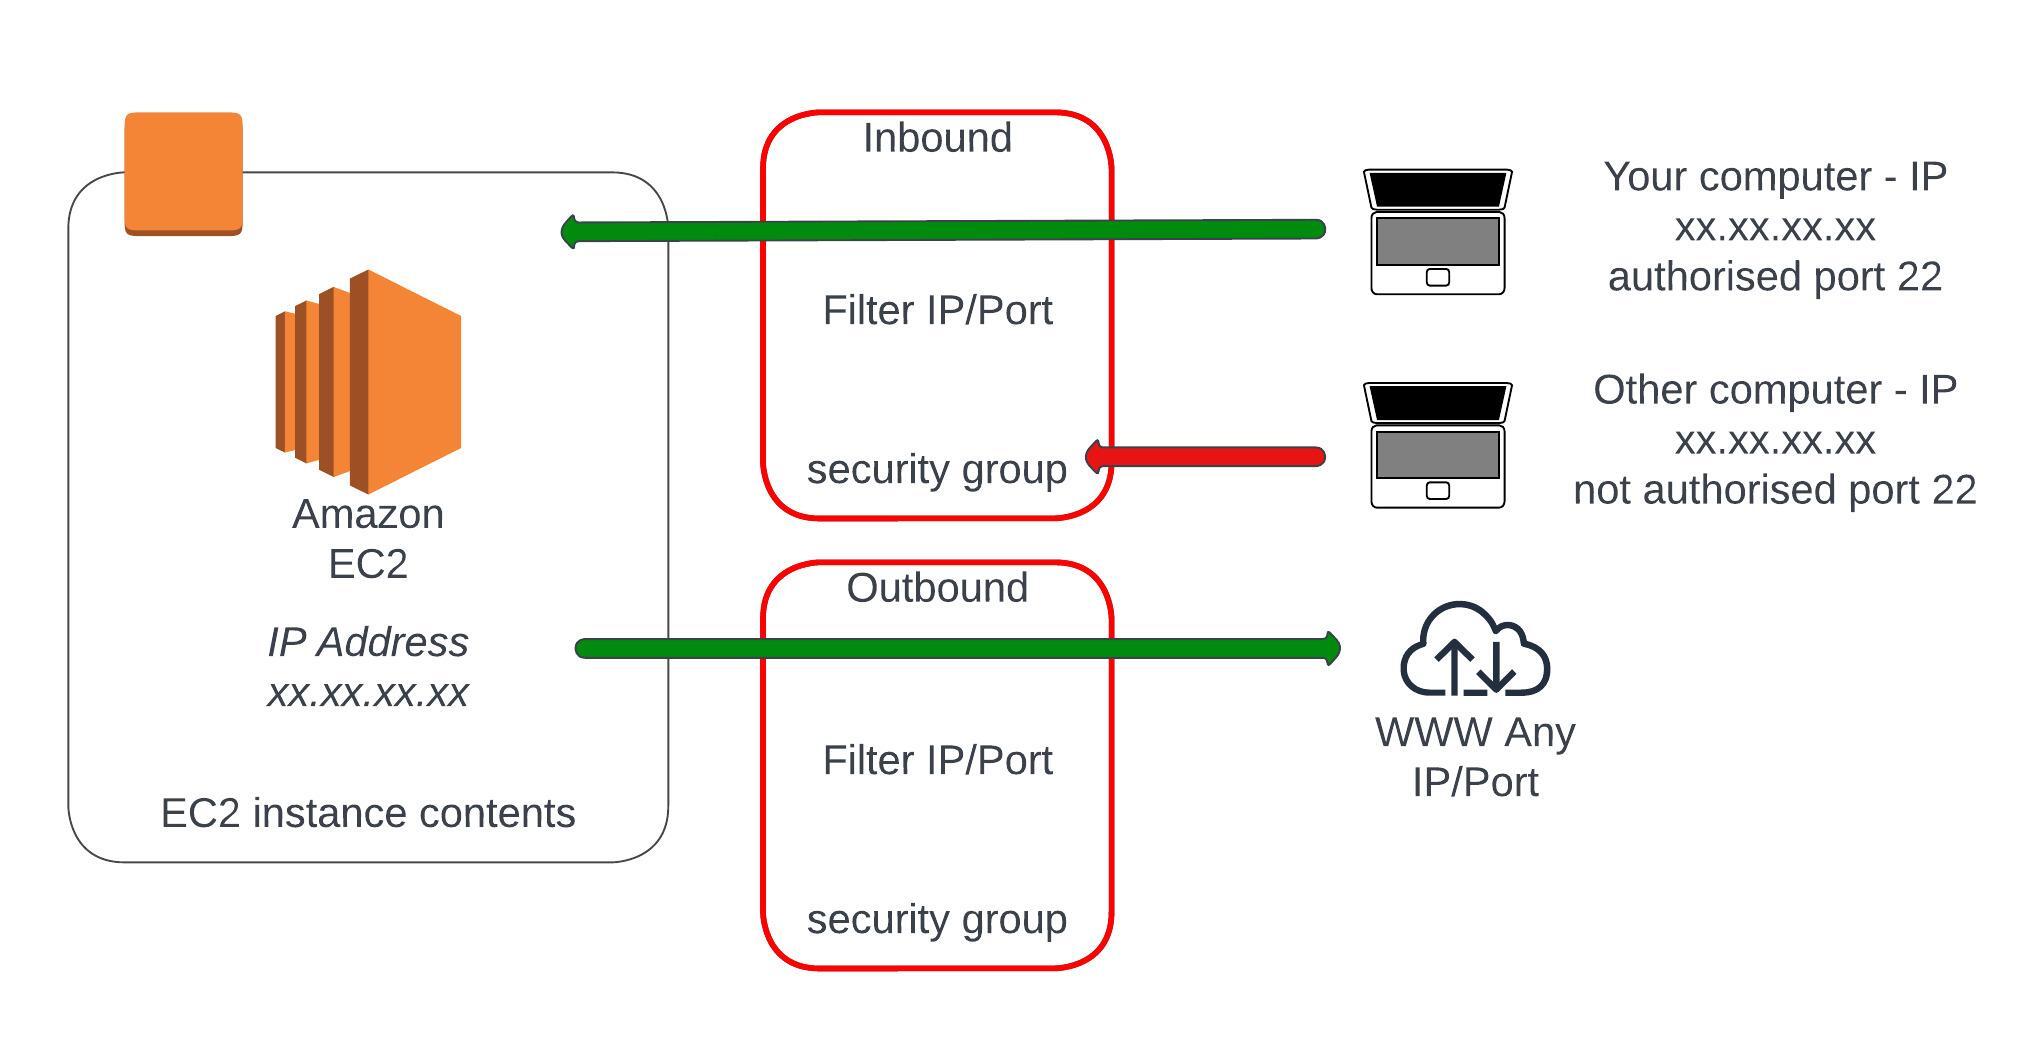 Inbound
Filter IP/Port
security group
Your computer - IP
xx.xx.xx.xx
authorised port 22
Other computer - IP
xx.xx.xx.xx
not authorised port 22
Amazon
EC2
IP Address
xx.xx.xx.xx
EC2 instance contents
Outbound
Filter IP/Port
security group
WWW Any
IP/Port